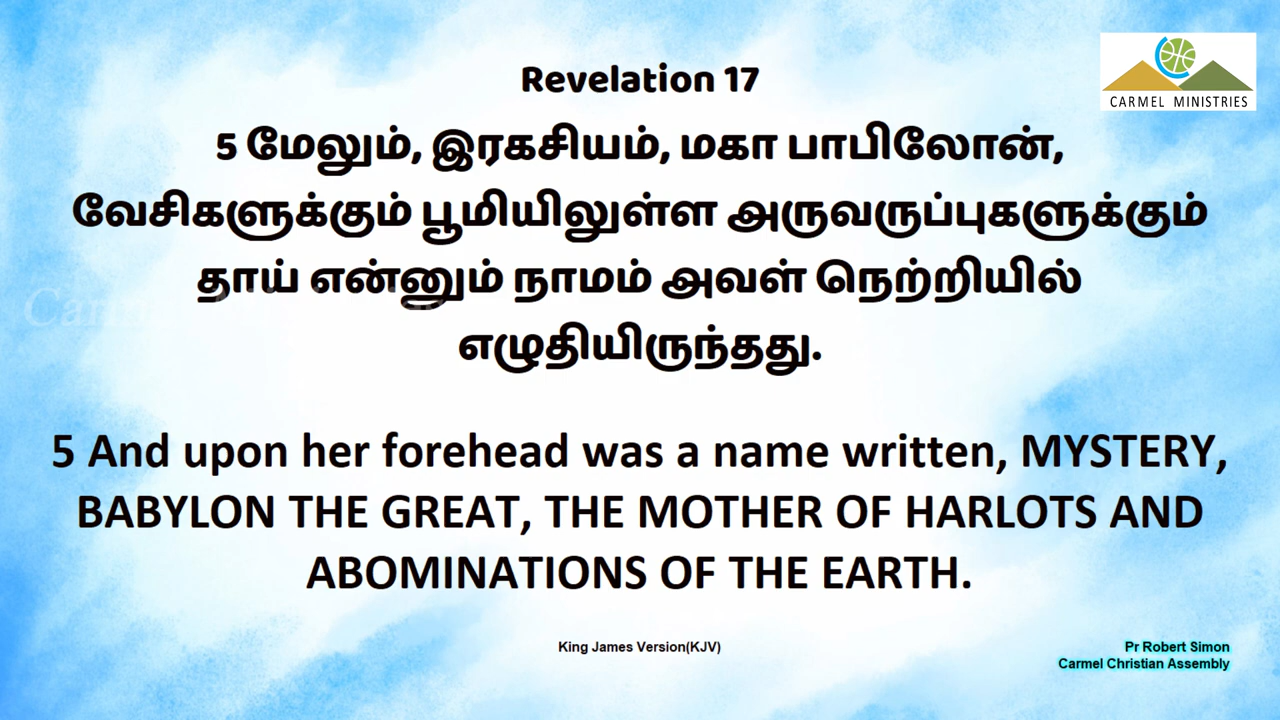 Revelation 17
CARMEL MINISTRIES
5 மேலும், இரகசியம், மகா பாபிலோன்,
வேசிகளுக்கும் பூமியிலுள்ள அருவருப்புகளுக்கும்
தாய் என்னும் நாமம் அவள் நெற்றியில்
எழுதியிருந்தது.
5 And upon her forehead was a name written, MYSTERY,
BABYLON THE GREAT, THE MOTHER OF HARLOTS AND
ABOMINATIONS OF THE EARTH.
King James Version(KJV)
Pr Robert Simon
Carmel Christian Assembly